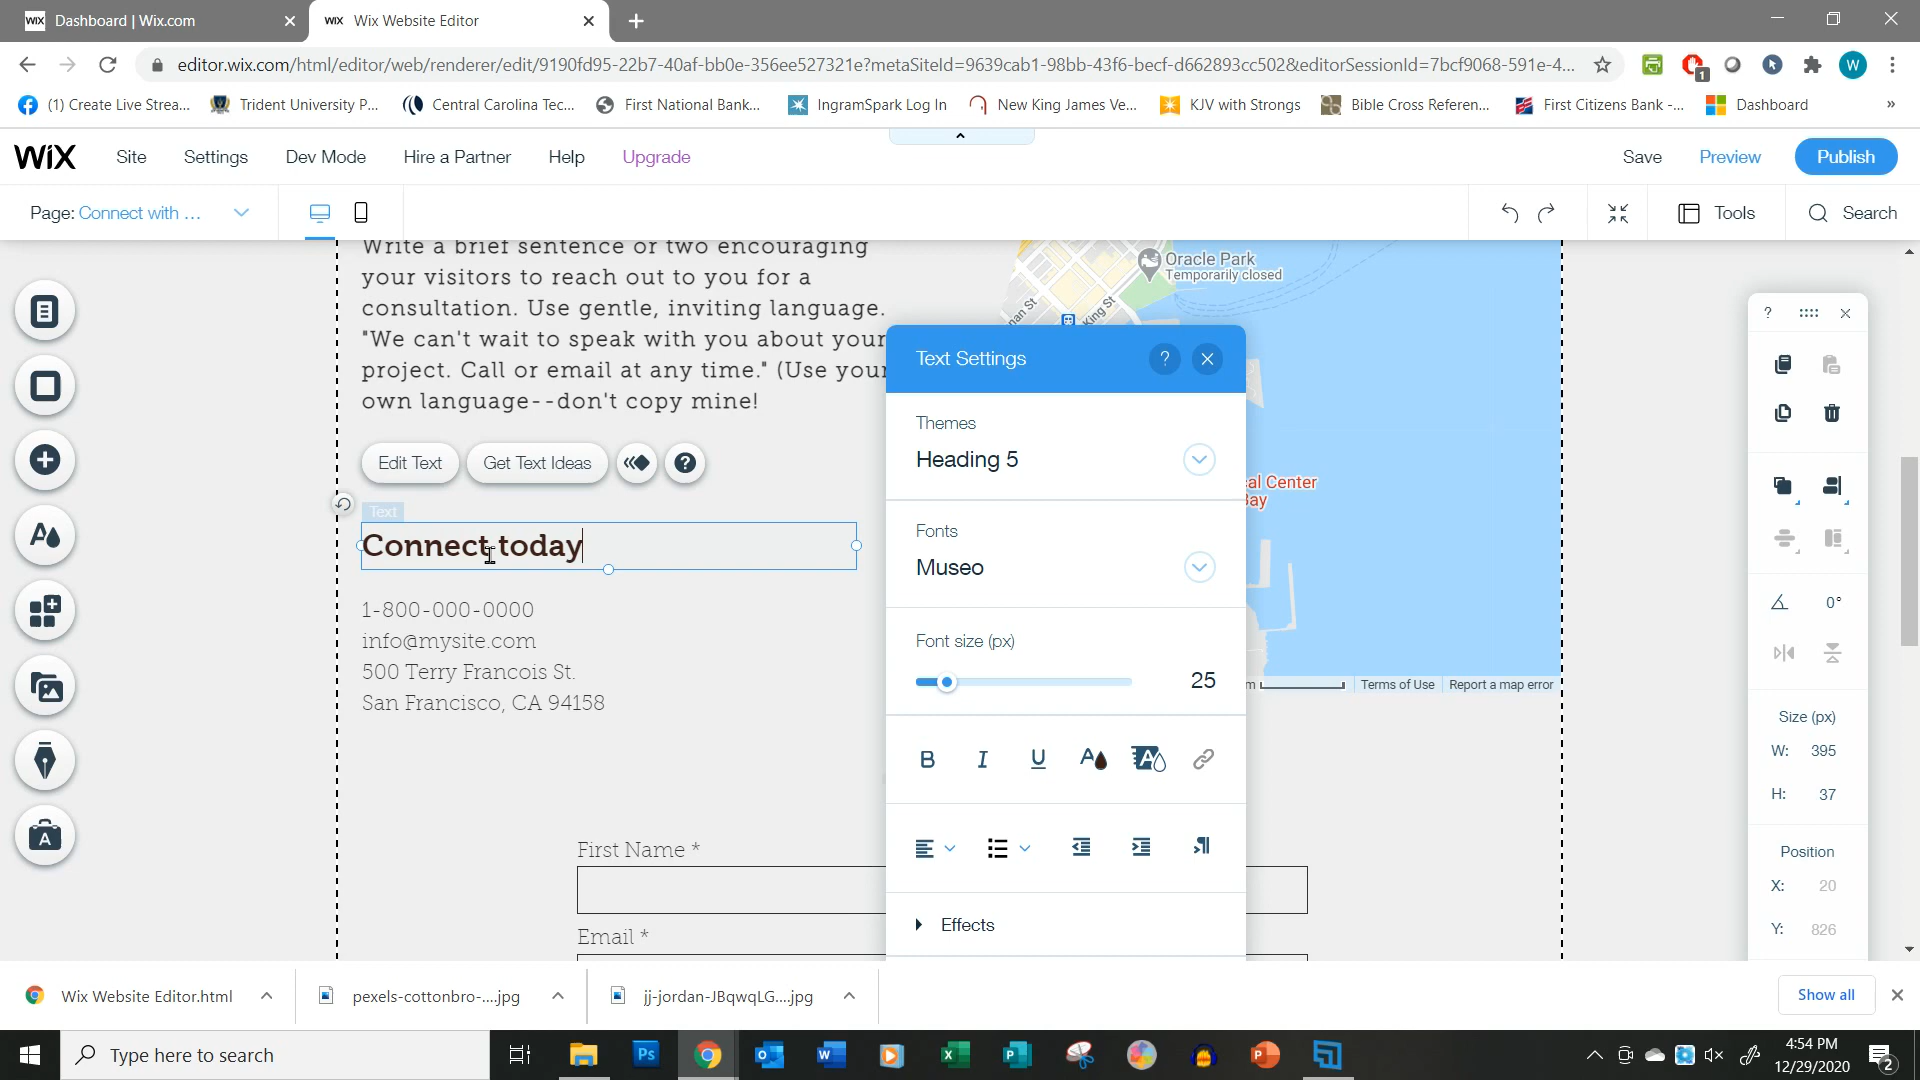 Dashboard | Wix.com
Wix Website Editor
editor.wix.com/html/editor/web/renderer/edit/9190fd95-22b7-40af-bb0e-356ee527321e?metaSiteId=9639cab1-98bb-43f6-becf-d662893cc502&editorSessionId=7bcf9068-591e-4...
(1) Create Live Strea...
Trident University P...
Central Carolina Tec...
First National Bank...
IngramSpark Log In
New King James Ve...
KJV with Strongs
Bible Cross Referen...
First Citizens Bank -...
Dashboard
WIX
Site
Settings
Dev Mode
Hire a Partner
Help
Upgrade
Save
Preview
Publish
Page: Connect with ...
Tools
Search
Write a brief sentence or two encouraging
your visitors to reach out to you for a
consultation. Use gentle, inviting language.
"We can't wait to speak with you about your
project. Call or email at any time." (Use your
own language--don't copy mine!
Oracle Park
Temporarily closed
King St
Edit Text
Get Text Ideas
Text
Connect today
1-800-000-0000
info@mysite.com
500 Terry Francois St.
San Francisco, CA 94158
Text Settings
Themes
Heading 5
Fonts
Museo
Font size (px)
25
B
I
U
Effects
Terms of Use
Report a map error
First Name *
Email *
0°
Size (px)
W: 395
H: 37
Position
X: 20
Y: 826
Wix Website Editor.html
pexels-cottonbro-....jpg
jj-jordan-JBqwqLG....jpg
Show all
Type here to search
4:54 PM
12/29/2020
2